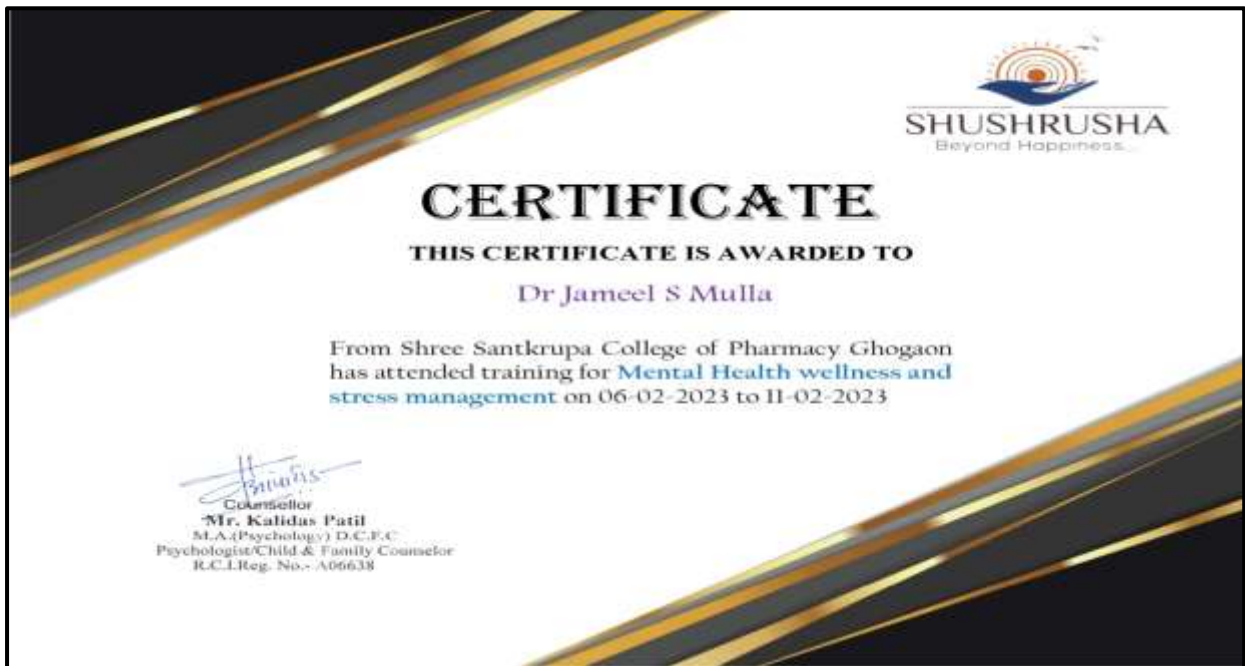 SHUSHRUSHA
Beyond Happiness...
CERTIFICATE
THIS CERTIFICATE IS AWARDED TO
Dr Jameel S Mulla
From Shree Santkrupa College of Pharmacy Ghogaon
has attended training for Mental Health wellness and
stress management on 06-02-2023 to 11-02-2023
Counsellor
Mr. Kalidas Patil
M.A.(Psychology) D.C.F.C
Psychologist/Child & Family Counselor
R.C.I.Reg. No.- A06638